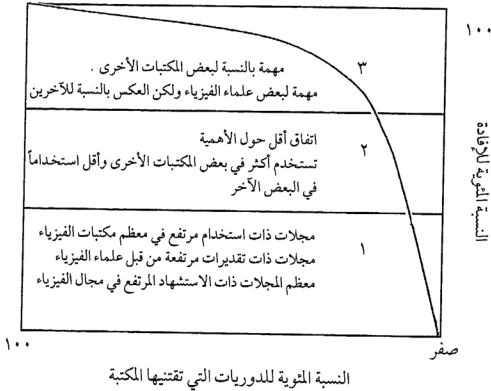 ١٠٠
النسبة المئوية للإفادة
٣
مهمة بالنسبة لبعض المكتبات الأخرى .
مهمة لبعض علماء الفيزياء ولكن العكس بالنسبة للآخرين
٢
اتفاق أقل حول الأهمية
تستخدم أكثر في بعض المكتبات الأخرى وأقل استخداماً
في البعض الآخر
١
مجلات ذات استخدام مرتفع في معظم مكتبات الفيزياء
مجلات ذات تقديرات مرتفعة من قبل علماء الفيزياء
معظم المجلات ذات الاستشهاد المرتفع في مجال الفيزياء
صفر
١٠٠
النسبة المئوية للدوريات التي تقتنيها المكتبة